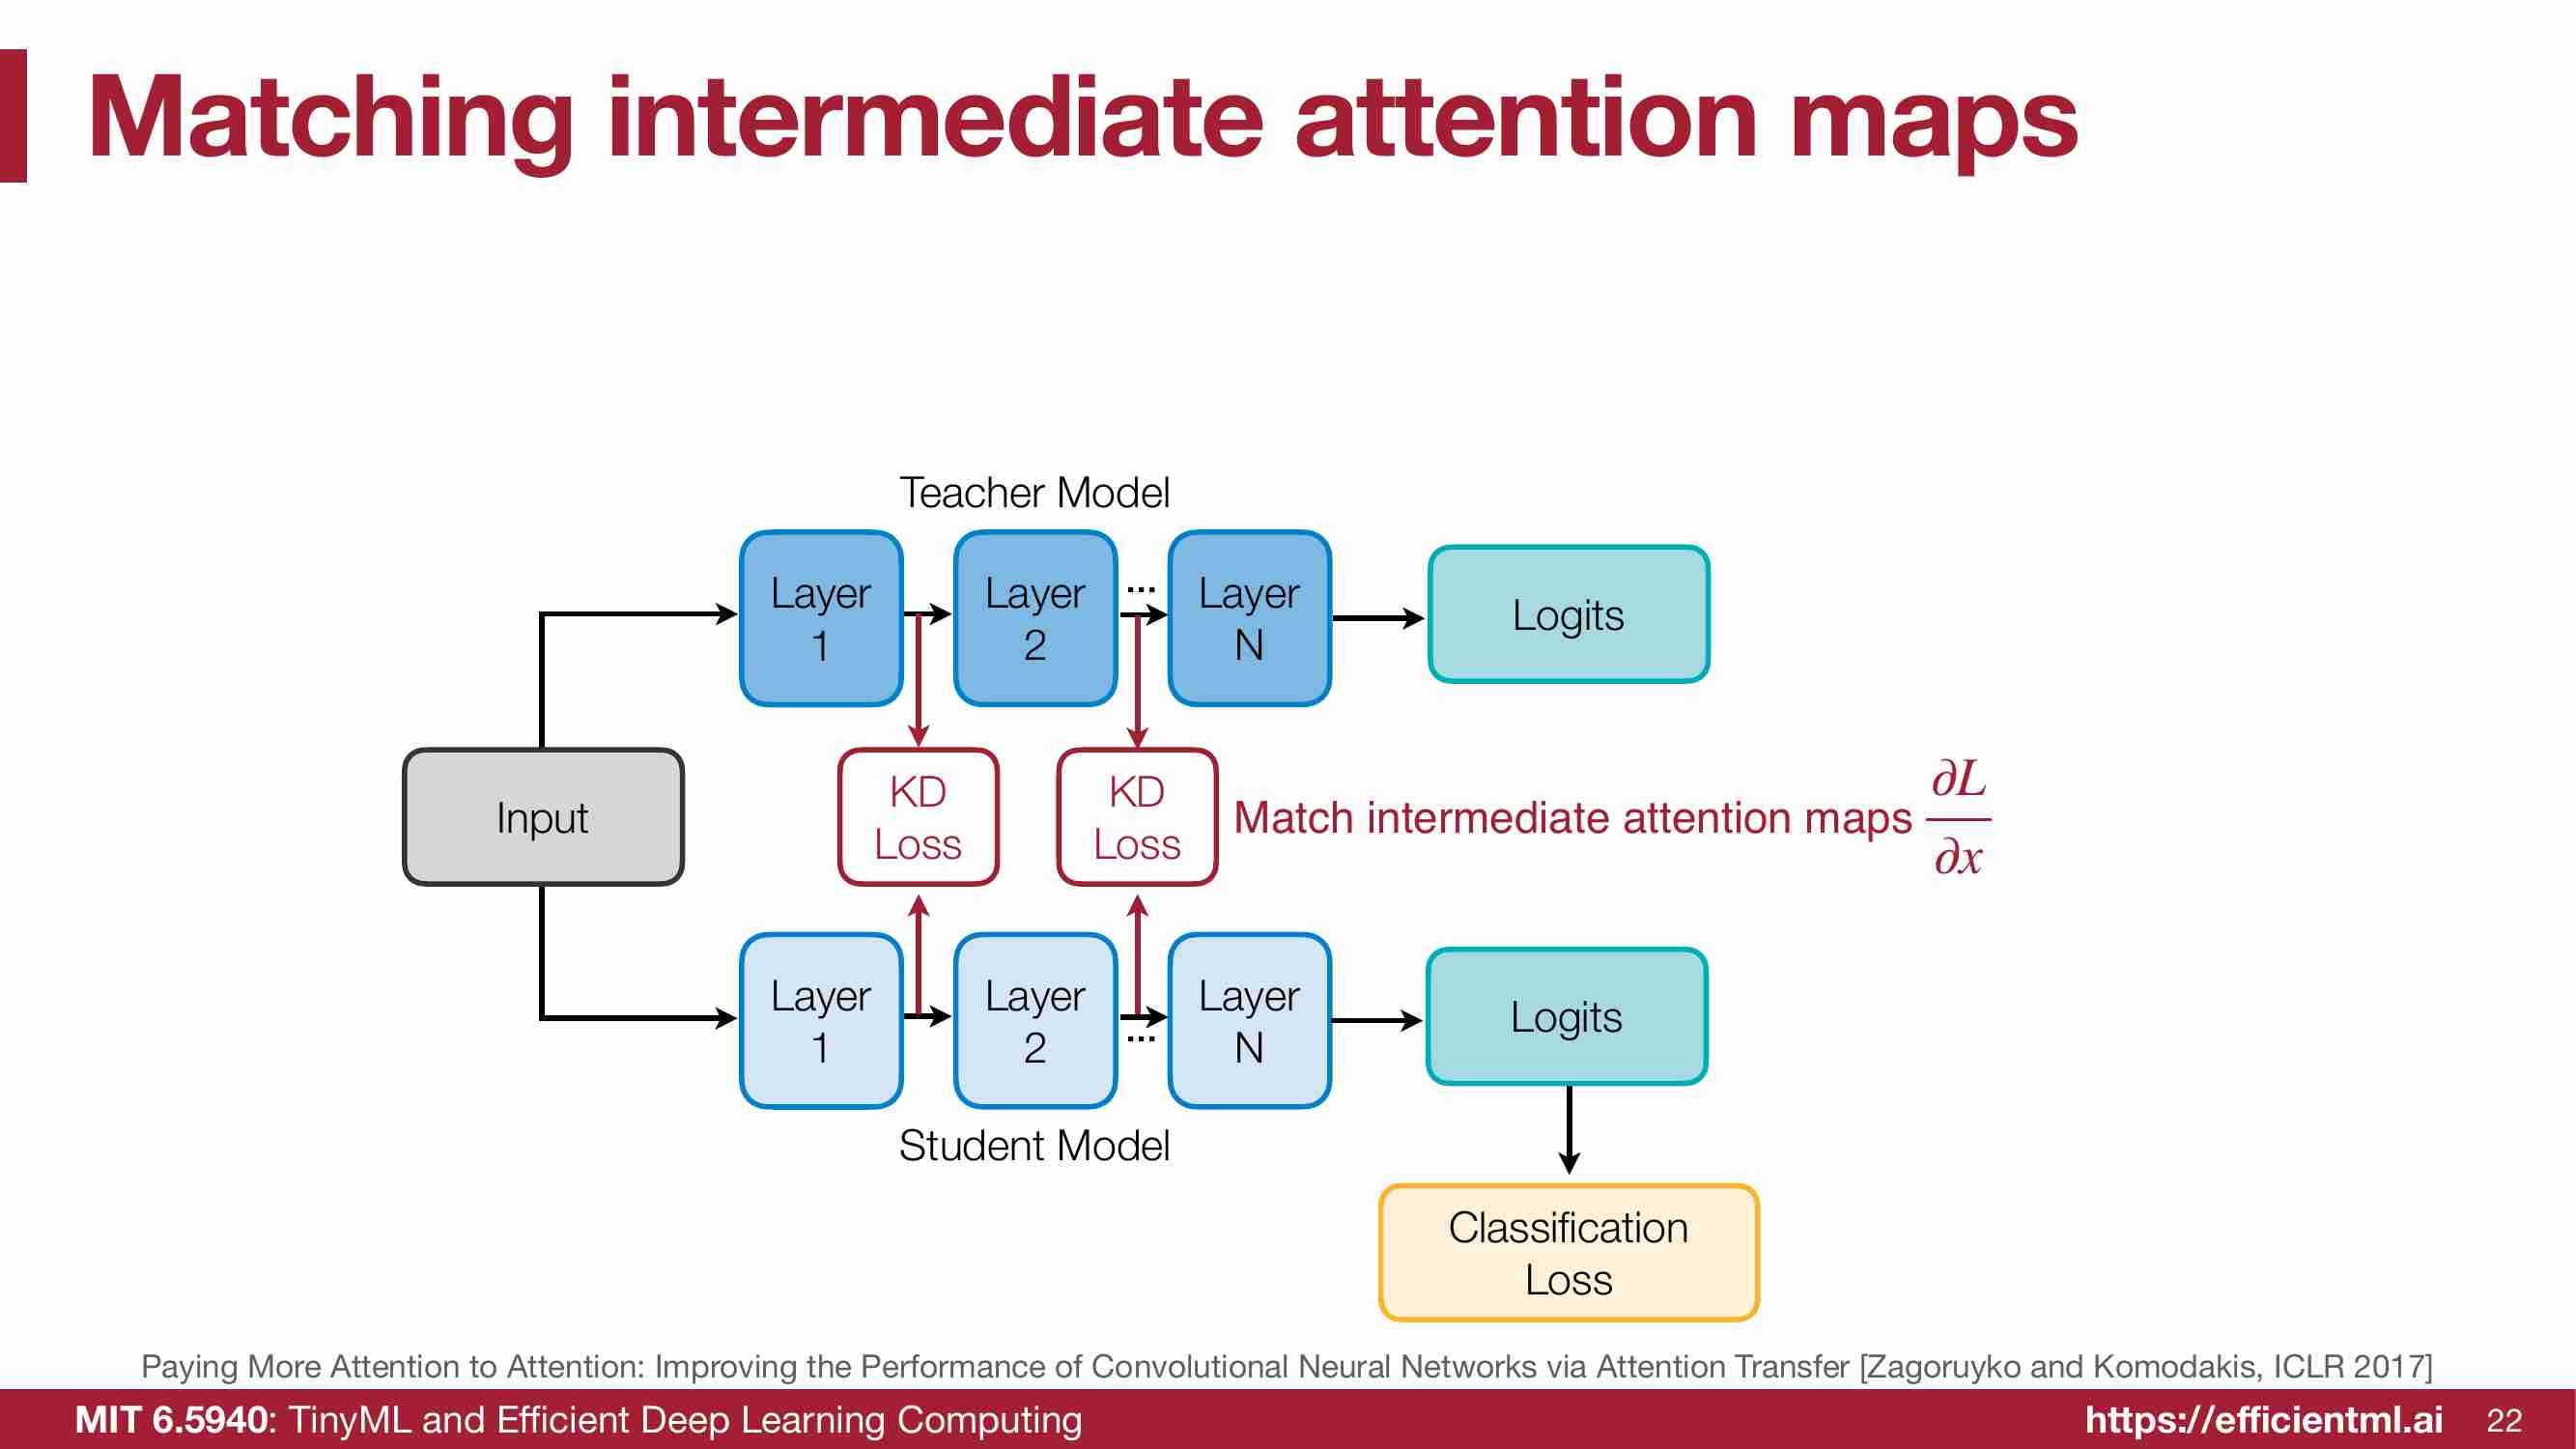 Matching intermediate attention maps
Teacher Model
Layer
1
Layer
2
...
Layer
N
Logits
Input
KD
Loss
KD
Loss
Match intermediate attention maps ∂L/∂x
Layer
1
Layer
2
...
Layer
N
Logits
Student Model
Classification
Loss
Paying More Attention to Attention: Improving the Performance of Convolutional Neural Networks via Attention Transfer [Zagoruyko and Komodakis, ICLR 2017]
MIT 6.5940: TinyML and Efficient Deep Learning Computing
https://efficientml.ai 22